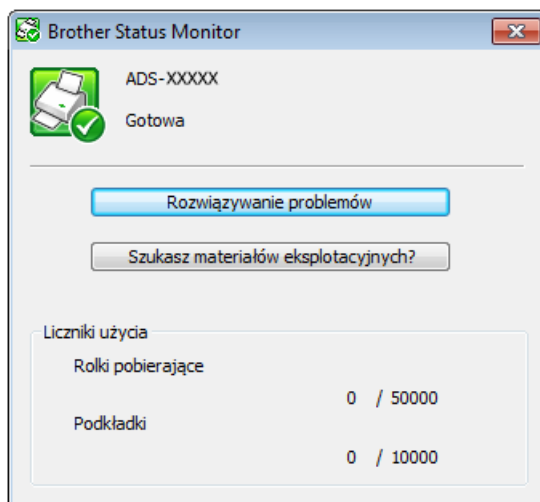 Brother Status Monitor
ADS-XXXXX
Gotowa
Rozwiązywanie problemów
Szukasz materiałów eksplotacyjnych?
Liczniki użycia
Rolki pobierające
0 / 50000
Podkładki
0 / 10000